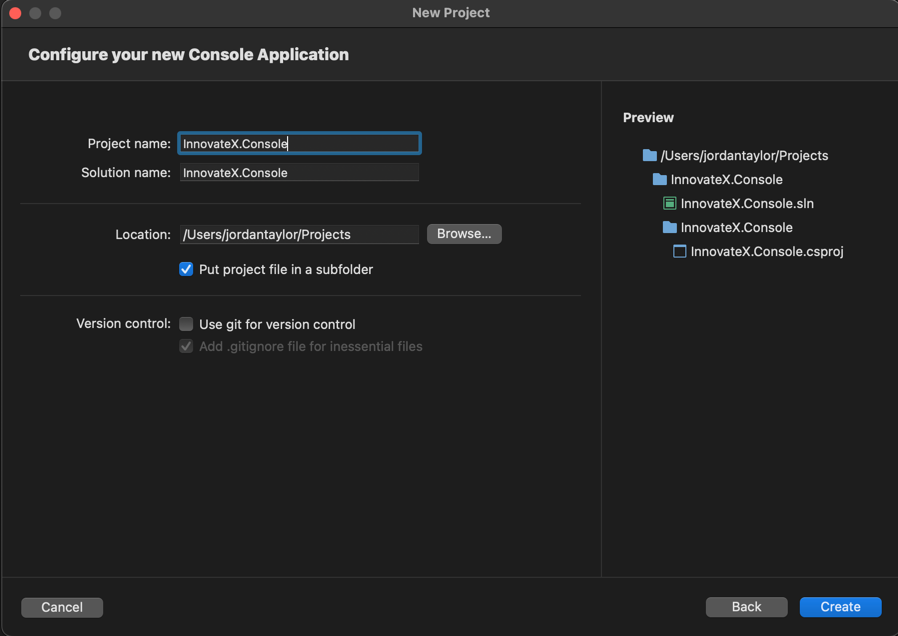 New Project
Configure your new Console Application
Project name: InnovateX.Console
Solution name: InnovateX.Console
Location: /Users/jordantaylor/Projects Browse...
Put project file in a subfolder
Version control: Use git for version control
Add .gitignore file for inessential files
Preview
/Users/jordantaylor/Projects
InnovateX.Console
InnovateX.Console.sln
InnovateX.Console
InnovateX.Console.csproj
Cancel Back Create